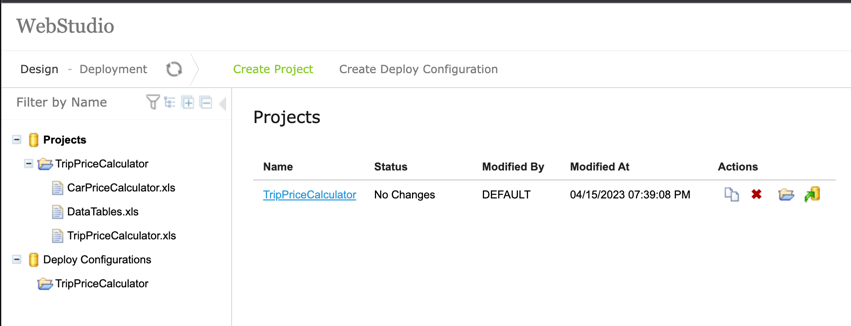 WebStudio
Design - Deployment Create Project Create Deploy Configuration
Filter by Name
Projects
TripPriceCalculator
CarPriceCalculator.xls
DataTables.xls
TripPriceCalculator.xls
Deploy Configurations
TripPriceCalculator
Projects
Name Status Modified By Modified At Actions
TripPriceCalculator No Changes DEFAULT 04/15/2023 07:39:08 PM